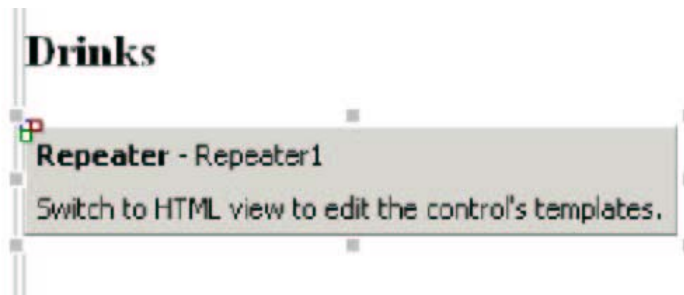 Drinks
Repeater - Repeater1
Switch to HTML view to edit the control's templates.